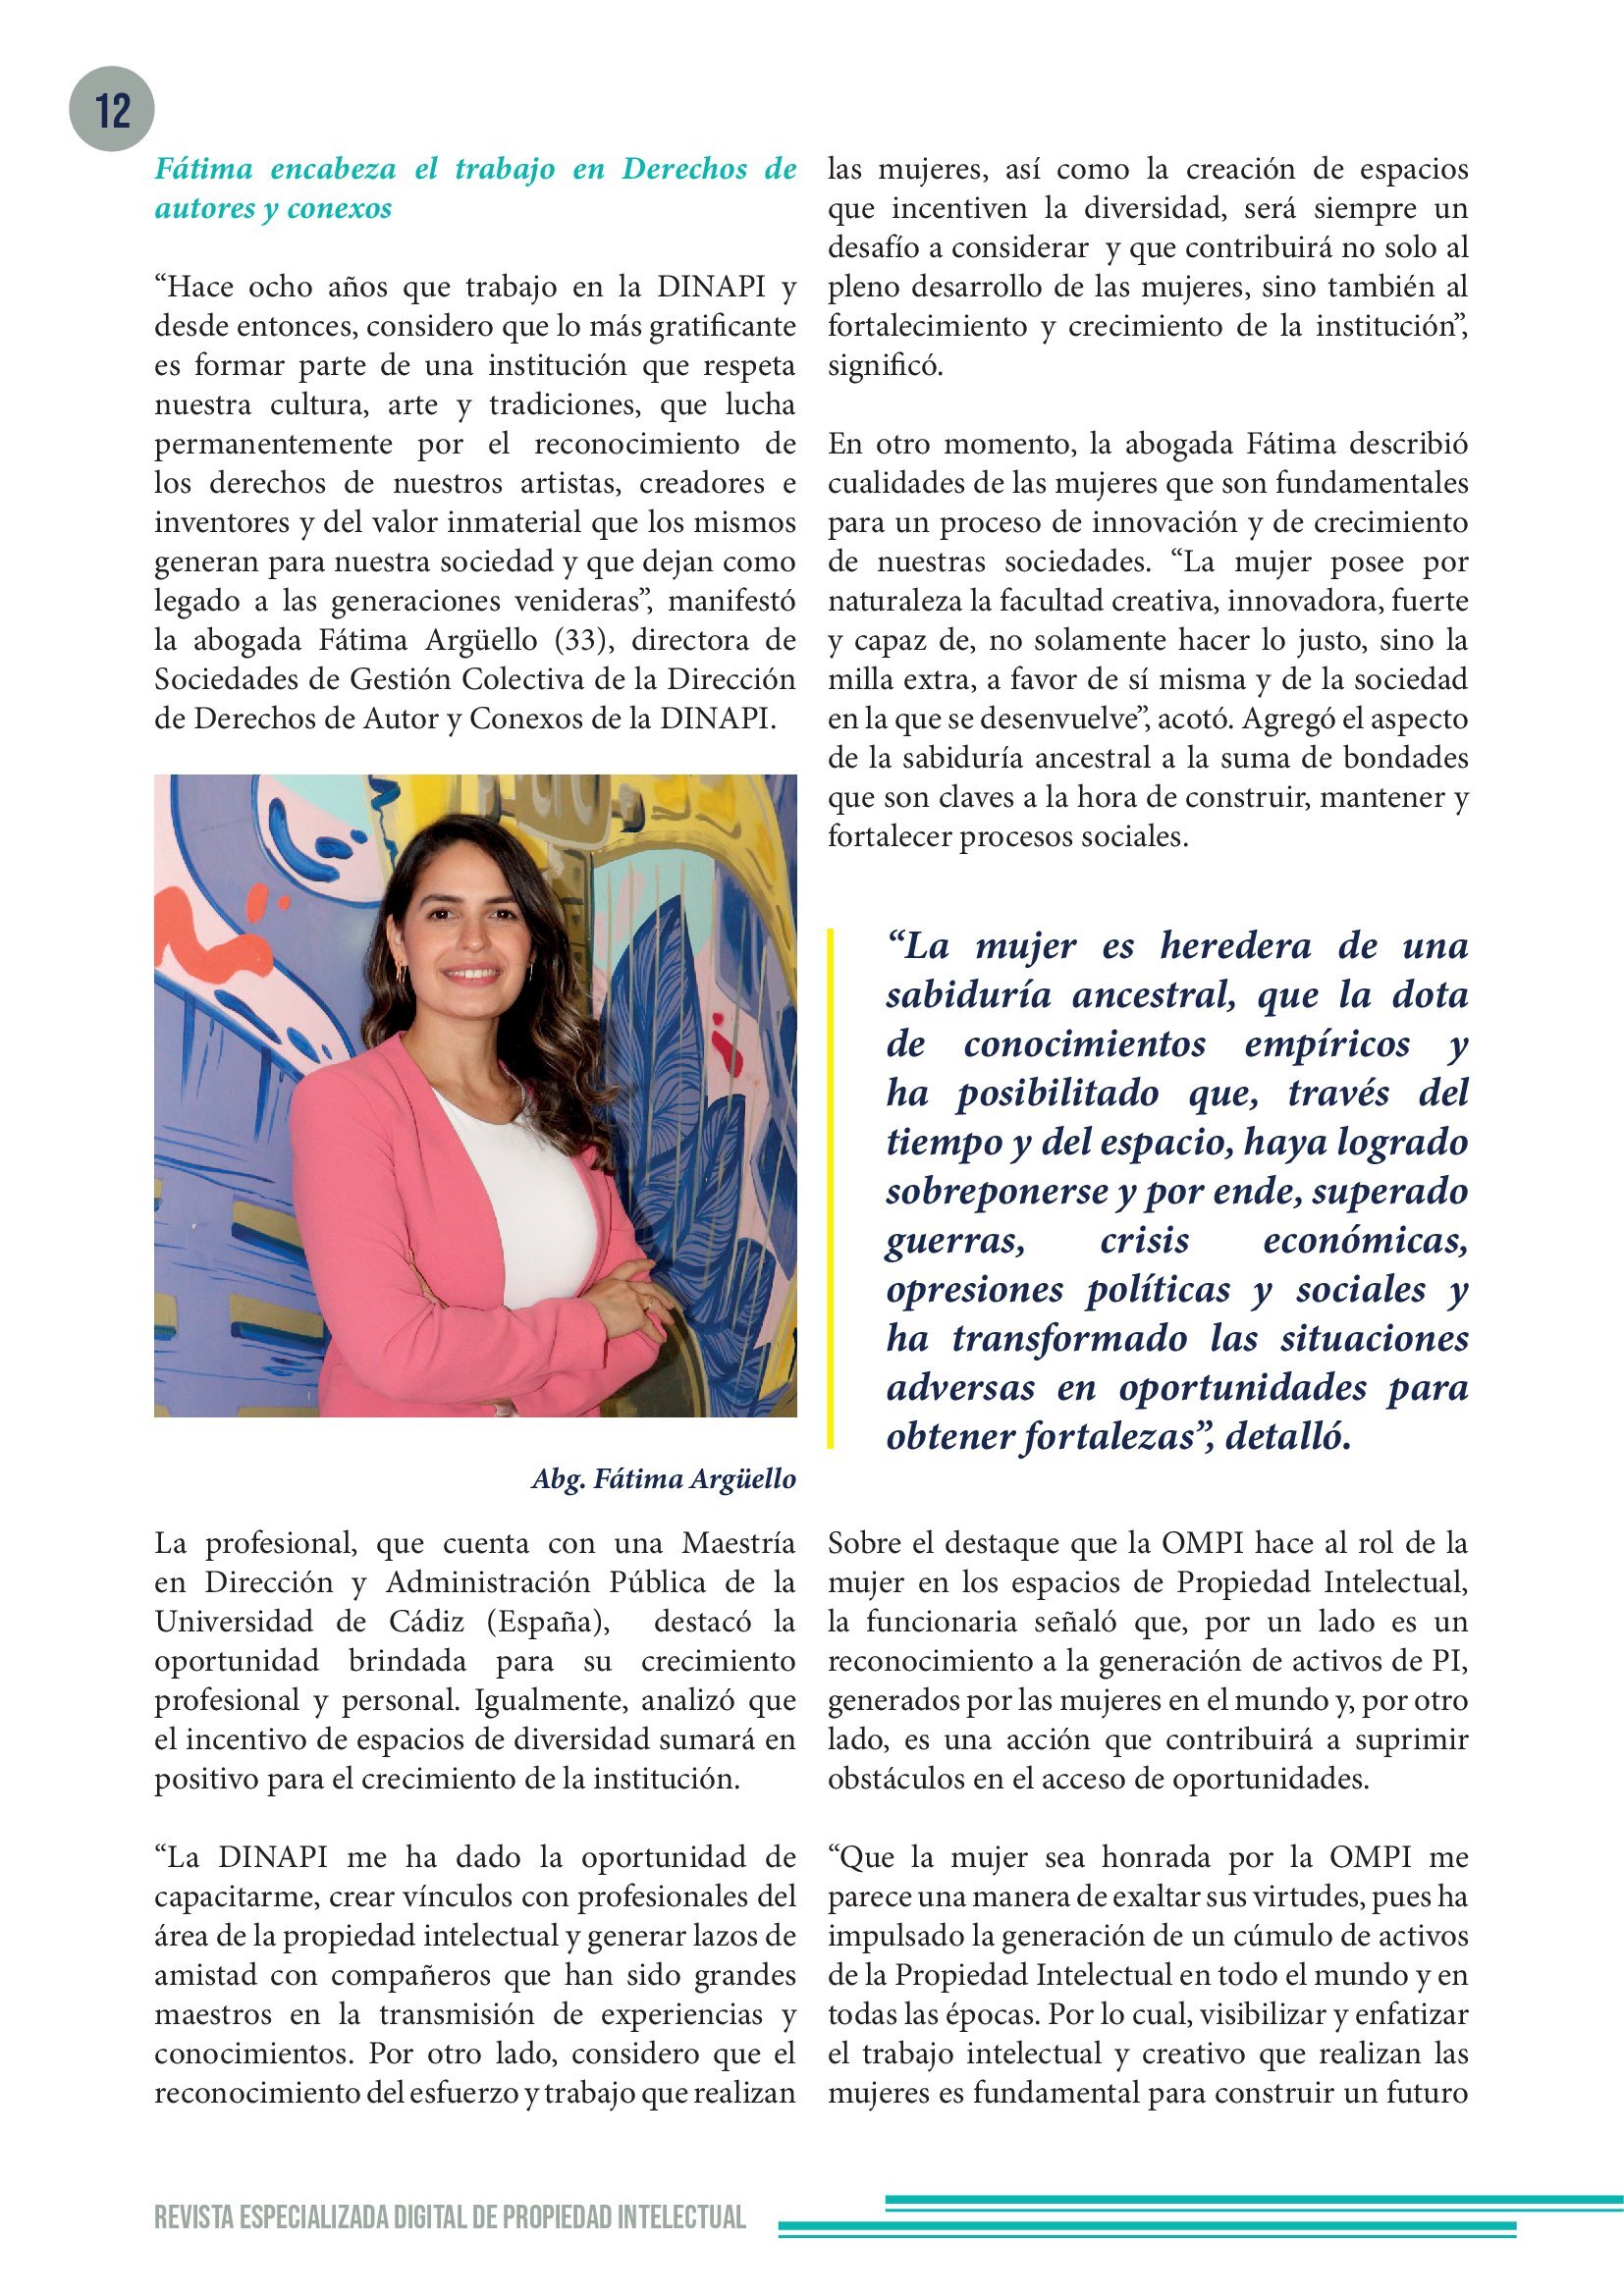 12
Fátima encabeza el trabajo en Derechos de
autores y conexos
“Hace ocho años que trabajo en la DINAPI y
desde entonces, considero que lo más gratificante
es formar parte de una institución que respeta
nuestra cultura, arte y tradiciones, que lucha
permanentemente por el reconocimiento de
los derechos de nuestros artistas, creadores e
inventores y del valor inmaterial que los mismos
generan para nuestra sociedad y que dejan como
legado a las generaciones venideras”, manifestó
la abogada Fátima Argüello (33), directora de
Sociedades de Gestión Colectiva de la Dirección
de Derechos de Autor y Conexos de la DINAPI.
Abg. Fátima Argüello
La profesional, que cuenta con una Maestría
en Dirección y Administración Pública de la
Universidad de Cádiz (España), destacó la
oportunidad brindada para su crecimiento
profesional y personal. Igualmente, analizó que
el incentivo de espacios de diversidad sumará en
positivo para el crecimiento de la institución.
“La DINAPI me ha dado la oportunidad de
capacitarme, crear vínculos con profesionales del
área de la propiedad intelectual y generar lazos de
amistad con compañeros que han sido grandes
maestros en la transmisión de experiencias y
conocimientos. Por otro lado, considero que el
reconocimiento del esfuerzo y trabajo que realizan
las mujeres, así como la creación de espacios
que incentiven la diversidad, será siempre un
desafío a considerar y que contribuirá no solo al
pleno desarrollo de las mujeres, sino también al
fortalecimiento y crecimiento de la institución”,
significó.
En otro momento, la abogada Fátima describió
cualidades de las mujeres que son fundamentales
para un proceso de innovación y de crecimiento
de nuestras sociedades. “La mujer posee por
naturaleza la facultad creativa, innovadora, fuerte
y capaz de, no solamente hacer lo justo, sino la
milla extra, a favor de sí misma y de la sociedad
en la que se desenvuelve”, acotó. Agregó el aspecto
de la sabiduría ancestral a la suma de bondades
que son claves a la hora de construir, mantener y
fortalecer procesos sociales.
“La mujer es heredera de una
sabiduría ancestral, que la dota
de conocimientos empíricos y
ha posibilitado que, través del
tiempo y del espacio, haya logrado
sobreponerse y por ende, superado
guerras, crisis económicas,
opresiones políticas y sociales y
ha transformado las situaciones
adversas en oportunidades para
obtener fortalezas”, detalló.
Sobre el destaque que la OMPI hace al rol de la
mujer en los espacios de Propiedad Intelectual,
la funcionaria señaló que, por un lado es un
reconocimiento a la generación de activos de PI,
generados por las mujeres en el mundo y, por otro
lado, es una acción que contribuirá a suprimir
obstáculos en el acceso de oportunidades.
“Que la mujer sea honrada por la OMPI me
parece una manera de exaltar sus virtudes, pues ha
impulsado la generación de un cúmulo de activos
de la Propiedad Intelectual en todo el mundo y en
todas las épocas. Por lo cual, visibilizar y enfatizar
el trabajo intelectual y creativo que realizan las
mujeres es fundamental para construir un futuro
REVISTA ESPECIALIZADA DIGITAL DE PROPIEDAD INTELECTUAL